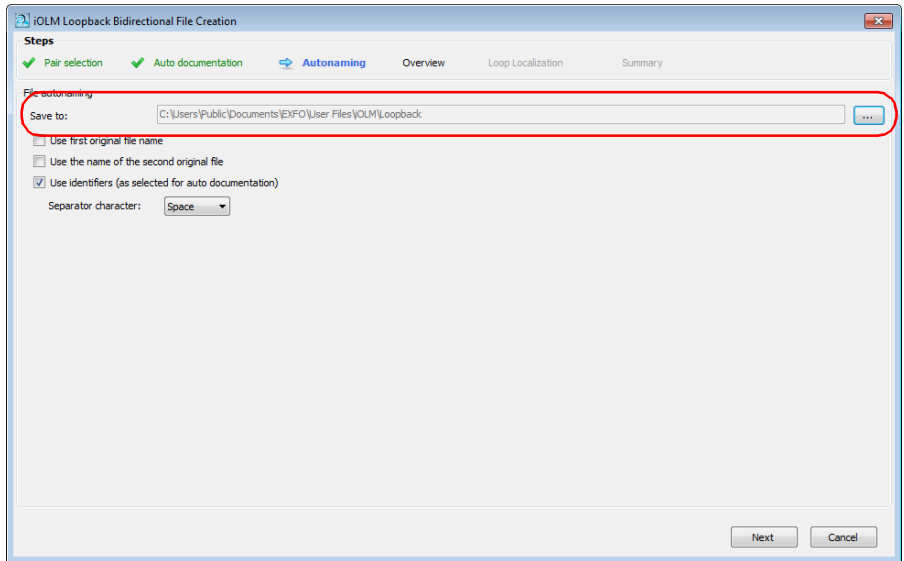 iOLM Loopback Bidirectional File Creation
Steps
Pair selection Auto documentation Autonaming Overview Loop Localization Summary
File autonaming
Save to: C:\Users\Public\Documents\EXFO\User Files\iOLM\Loopback ...
Use first original file name
Use the name of the second original file
Use identifiers (as selected for auto documentation)
Separator character: Space
Next Cancel